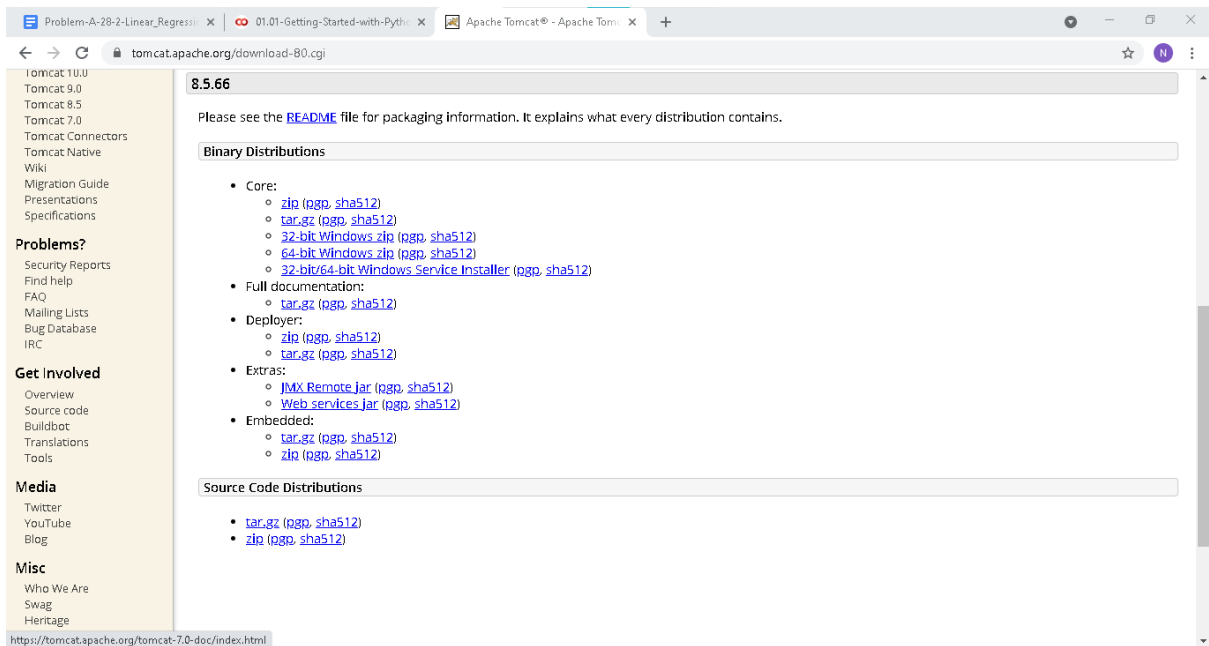 Problem-A-28-2-Linear_Regressio
01.01-Getting-Started-with-Pytho
Apache Tomcat® - Apache Tomc
tomcat.apache.org/download-80.cgi
N
Tomcat 10.0
Tomcat 9.0
Tomcat 8.5
Tomcat 7.0
Tomcat Connectors
Tomcat Native
Wiki
Migration Guide
Presentations
Specifications
Problems?
Security Reports
Find help
FAQ
Mailing Lists
Bug Database
IRC
Get Involved
Overview
Source code
Buildbot
Translations
Tools
Media
Twitter
YouTube
Blog
Misc
Who We Are
Swag
Heritage
8.5.66
Please see the README file for packaging information. It explains what every distribution contains.
Binary Distributions
Core:
zip (pgp, sha512)
tar.gz (pgp, sha512)
32-bit Windows zip (pgp, sha512)
64-bit Windows zip (pgp, sha512)
32-bit/64-bit Windows Service Installer (pgp, sha512)
Full documentation:
tar.gz (pgp, sha512)
Deployer:
zip (pgp, sha512)
tar.gz (pgp, sha512)
Extras:
JMX Remote jar (pgp, sha512)
Web services jar (pgp, sha512)
Embedded:
tar.gz (pgp, sha512)
zip (pgp, sha512)
Source Code Distributions
tar.gz (pgp, sha512)
zip (pgp, sha512)
https://tomcat.apache.org/tomcat-7.0-doc/index.html